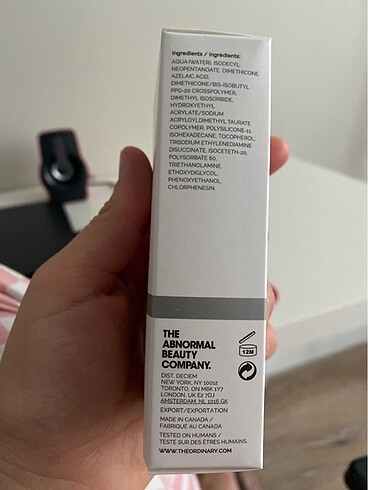 Ingredients / Ingrédients:
AQUA (WATER), ISODECYL
NEOPENTANOATE, DIMETHICONE,
AZELAIC ACID,
DIMETHICONE/BIS-ISOBUTYL
PPG-20 CROSSPOLYMER,
DIMETHYL ISOSORBIDE,
HYDROXYETHYL
ACRYLATE/SODIUM
ACRYLOYLDIMETHYL TAURATE
COPOLYMER, POLYSILICONE-11,
ISOHEXADECANE, TOCOPHEROL,
TRISODIUM ETHYLENEDIAMINE
DISUCCINATE, ISOCETETH-20,
POLYSORBATE 60,
TRIETHANOLAMINE,
ETHOXYDIGLYCOL,
PHENOXYETHANOL,
CHLORPHENESIN
THE
ABNORMAL
BEAUTY
COMPANY.
12M
DIST. DECIEM
NEW YORK, NY 10012
TORONTO, ON M6K 1Y7
LONDON, UK E2 7DJ
AMSTERDAM, NL 1016 GK
EXPORT/EXPORTATION
MADE IN CANADA /
FABRIQUÉ AU CANADA
TESTED ON HUMANS /
TESTÉ SUR DES ÊTRES HUMAINS.
WWW.THEORDINARY.COM